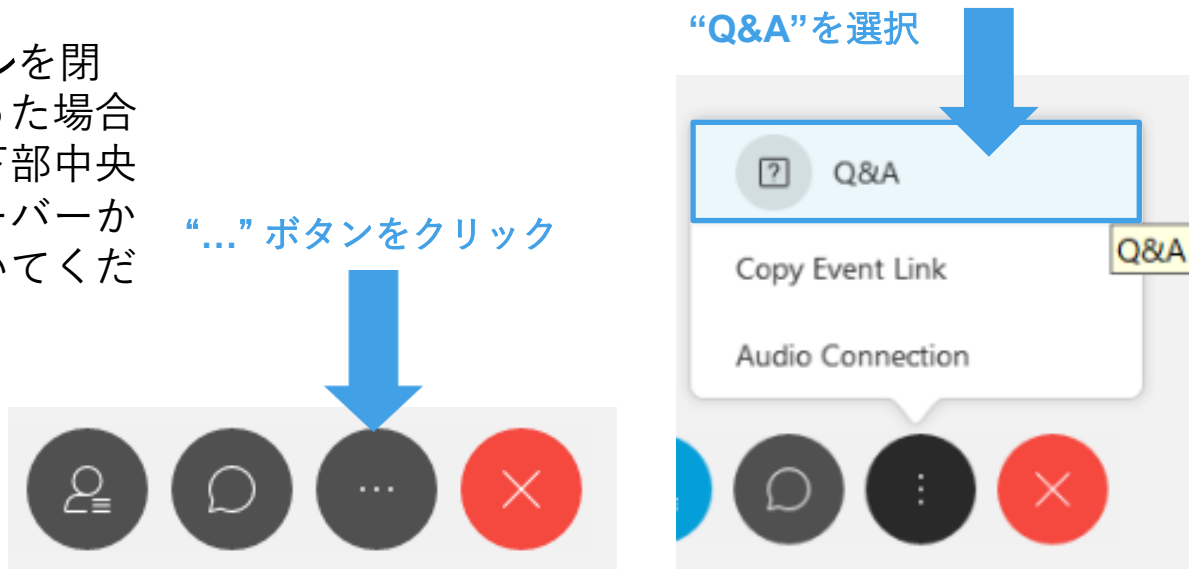 ンを閉
った場合
下部中央
ーバーか
いてくだ
“...” ボタンをクリック
“Q&A”を選択
Q&A
Q&A
Copy Event Link
Audio Connection